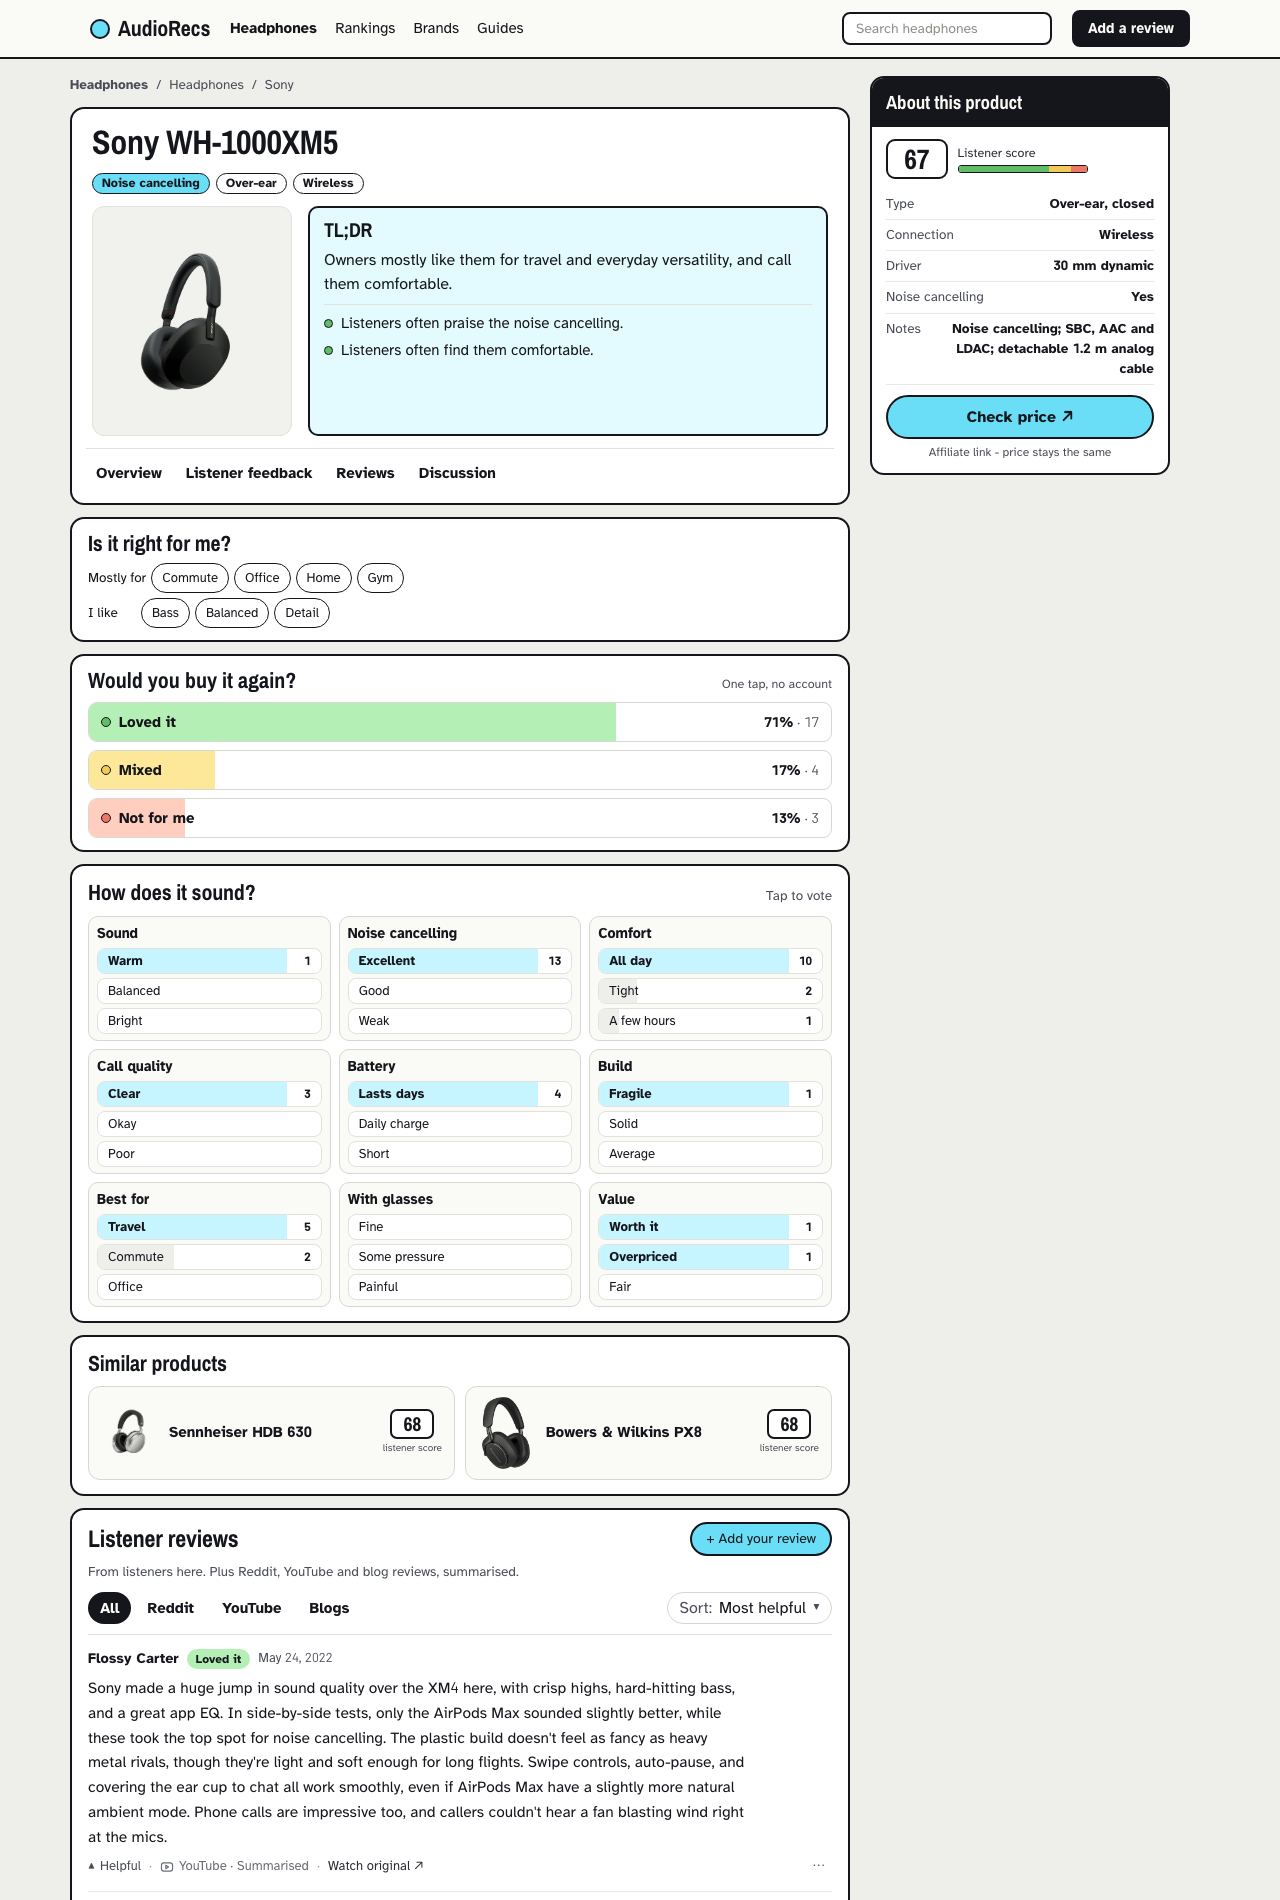 AudioRecs
Headphones Rankings Brands Guides
Search headphones
Add a review
Headphones / Headphones / Sony
Sony WH-1000XM5
Noise cancelling Over-ear Wireless
TL;DR
Owners mostly like them for travel and everyday versatility, and call
them comfortable.
Listeners often praise the noise cancelling.
Listeners often find them comfortable.
Overview Listener feedback Reviews Discussion
About this product
67 Listener score
Type Over-ear, closed
Connection Wireless
Driver 30 mm dynamic
Noise cancelling Yes
Notes Noise cancelling; SBC, AAC and
LDAC; detachable 1.2 m analog
cable
Check price ↗
Affiliate link - price stays the same
Is it right for me?
Mostly for Commute Office Home Gym
I like Bass Balanced Detail
Would you buy it again? One tap, no account
Loved it 71% · 17
Mixed 17% · 4
Not for me 13% · 3
How does it sound? Tap to vote
Sound
Warm 1
Balanced
Bright
Noise cancelling
Excellent 13
Good
Weak
Comfort
All day 10
Tight 2
A few hours 1
Call quality
Clear 3
Okay
Poor
Battery
Lasts days 4
Daily charge
Short
Build
Fragile 1
Solid
Average
Best for
Travel 5
Commute 2
Office
With glasses
Fine
Some pressure
Painful
Value
Worth it 1
Overpriced 1
Fair
Similar products
Sennheiser HDB 630 68
listener score
Bowers & Wilkins PX8 68
listener score
Listener reviews + Add your review
From listeners here. Plus Reddit, YouTube and blog reviews, summarised.
All Reddit YouTube Blogs Sort: Most helpful ▾
Flossy Carter Loved it May 24, 2022
Sony made a huge jump in sound quality over the XM4 here, with crisp highs, hard-hitting bass,
and a great app EQ. In side-by-side tests, only the AirPods Max sounded slightly better, while
these took the top spot for noise cancelling. The plastic build doesn't feel as fancy as heavy
metal rivals, though they're light and soft enough for long flights. Swipe controls, auto-pause, and
covering the ear cup to chat all work smoothly, even if AirPods Max have a slightly more natural
ambient mode. Phone calls are impressive too, and callers couldn't hear a fan blasting wind right
at the mics.
▲ Helpful · YouTube · Summarised · Watch original ↗ ···